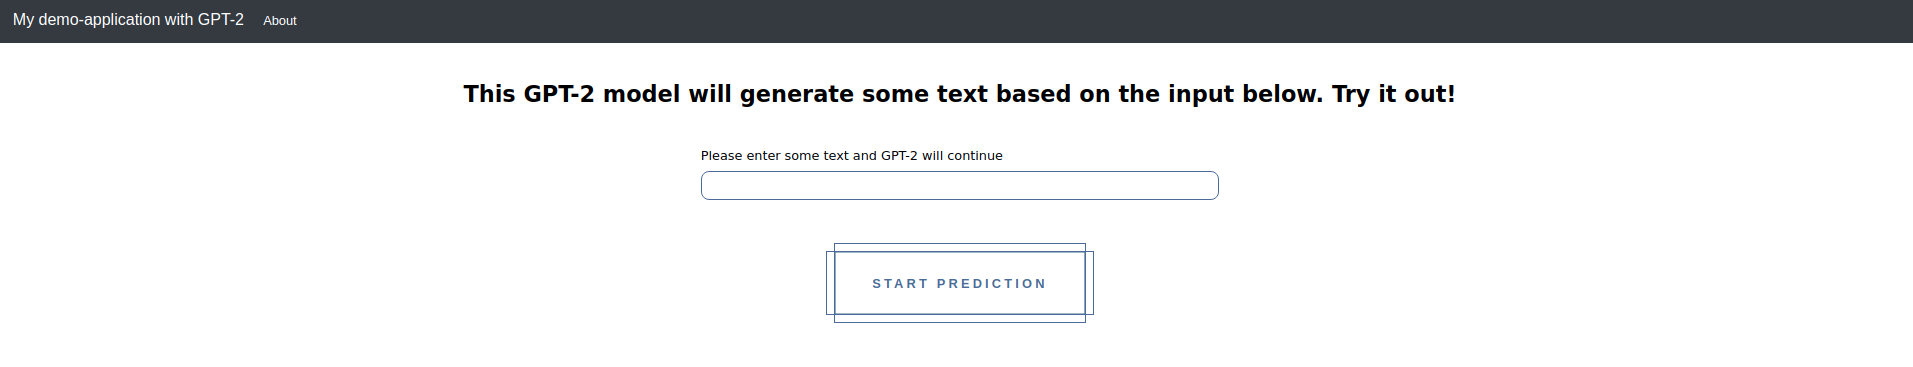 My demo-application with GPT-2 About
This GPT-2 model will generate some text based on the input below. Try it out!
Please enter some text and GPT-2 will continue
START PREDICTION